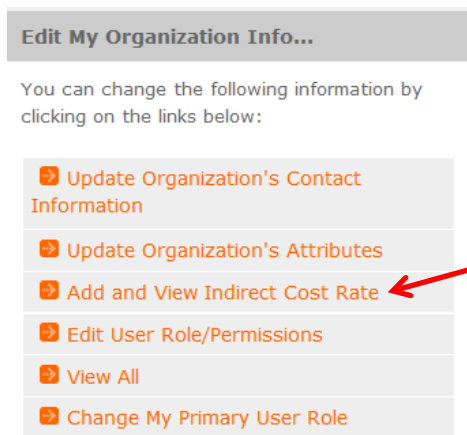 Edit My Organization Info...
You can change the following information by
clicking on the links below:
Update Organization's Contact
Information
Update Organization's Attributes
Add and View Indirect Cost Rate
Edit User Role/Permissions
View All
Change My Primary User Role